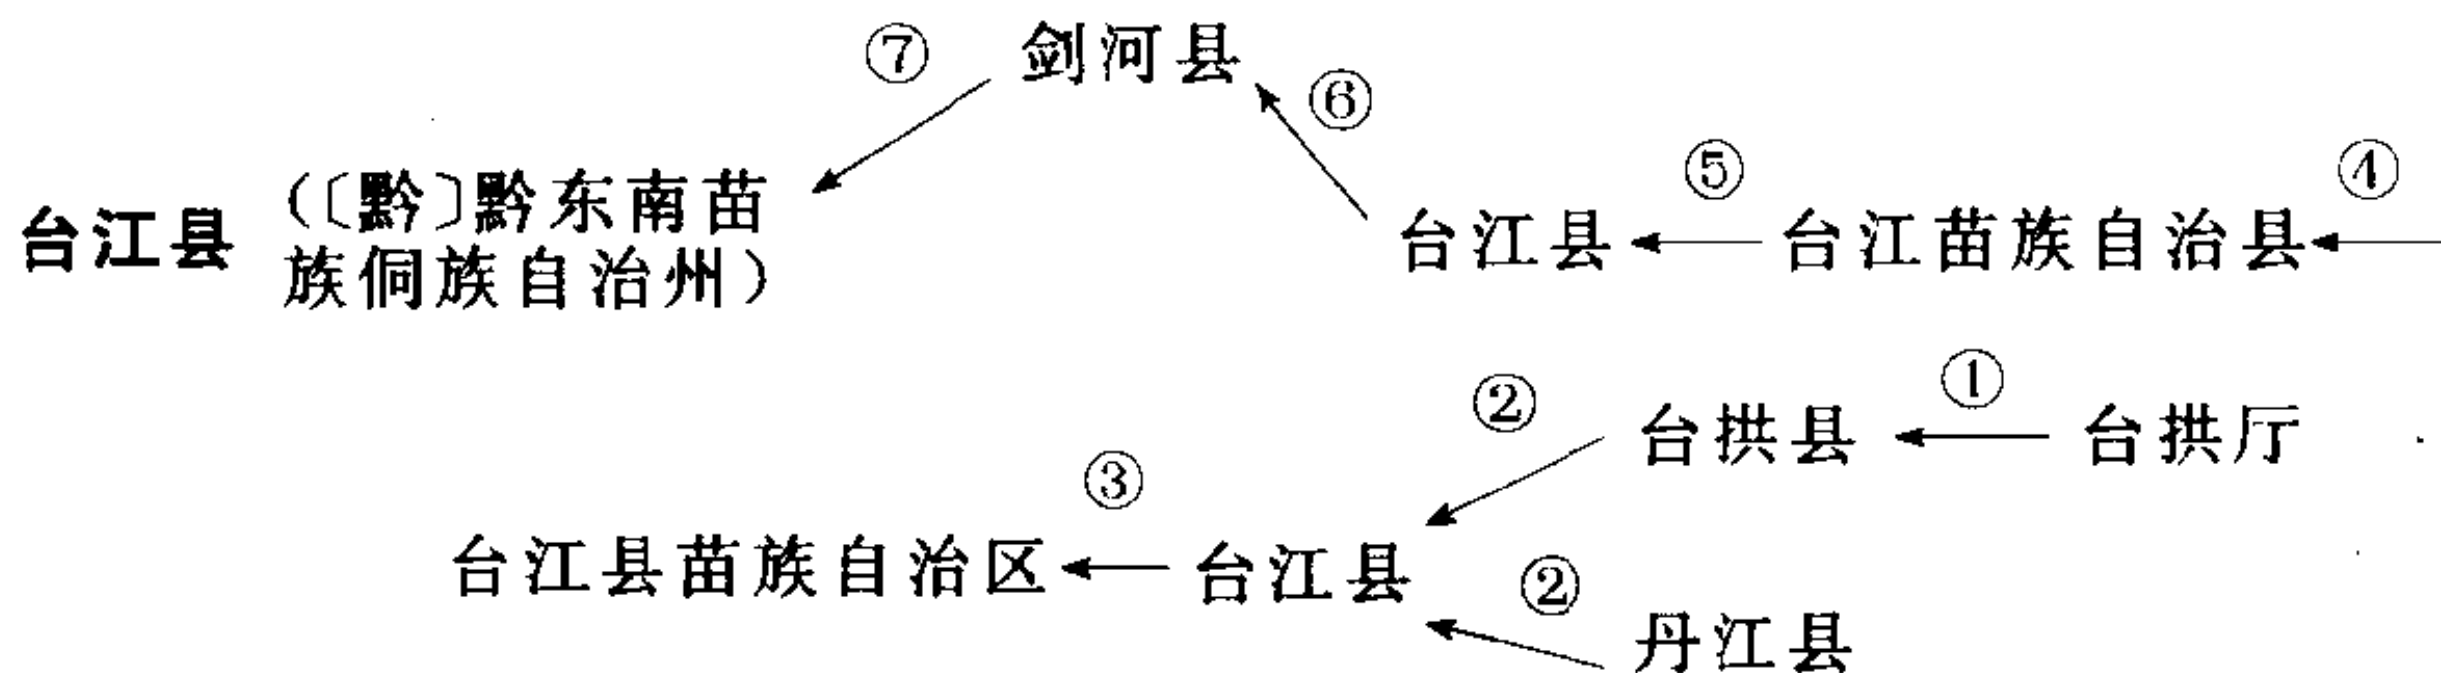 ⑦ 剑河县
⑥
⑤ ④
台江县 (〔黔〕黔东南苗
族侗族自治州)
台江县 台江苗族自治县
② ①
台拱县 台拱厅
③
台江县苗族自治区 台江县
②
丹江县